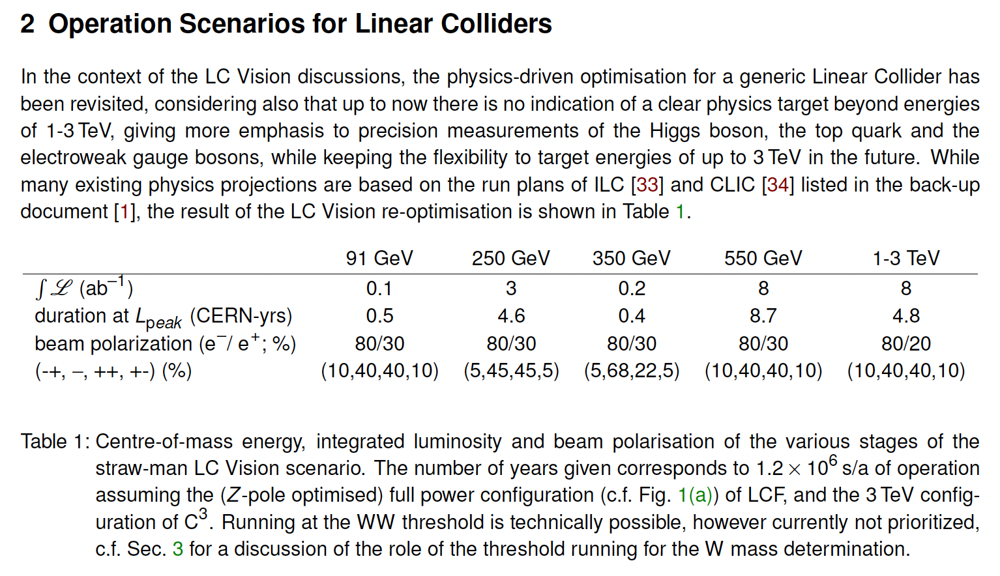 2 Operation Scenarios for Linear Colliders
In the context of the LC Vision discussions, the physics-driven optimisation for a generic Linear Collider has
been revisited, considering also that up to now there is no indication of a clear physics target beyond energies
of 1-3 TeV, giving more emphasis to precision measurements of the Higgs boson, the top quark and the
electroweak gauge bosons, while keeping the flexibility to target energies of up to 3 TeV in the future. While
many existing physics projections are based on the run plans of ILC [33] and CLIC [34] listed in the back-up
document [1], the result of the LC Vision re-optimisation is shown in Table 1.
91 GeV 250 GeV 350 GeV 550 GeV 1-3 TeV
∫ ℒ (ab⁻¹) 0.1 3 0.2 8 8
duration at L_peak (CERN-yrs) 0.5 4.6 0.4 8.7 4.8
beam polarization (e⁻/ e⁺; %) 80/30 80/30 80/30 80/30 80/20
(-+, –, ++, +-) (%) (10,40,40,10) (5,45,45,5) (5,68,22,5) (10,40,40,10) (10,40,40,10)
Table 1: Centre-of-mass energy, integrated luminosity and beam polarisation of the various stages of the
straw-man LC Vision scenario. The number of years given corresponds to 1.2 × 10⁶ s/a of operation
assuming the (Z-pole optimised) full power configuration (c.f. Fig. 1(a)) of LCF, and the 3 TeV config-
uration of C³. Running at the WW threshold is technically possible, however currently not prioritized,
c.f. Sec. 3 for a discussion of the role of the threshold running for the W mass determination.